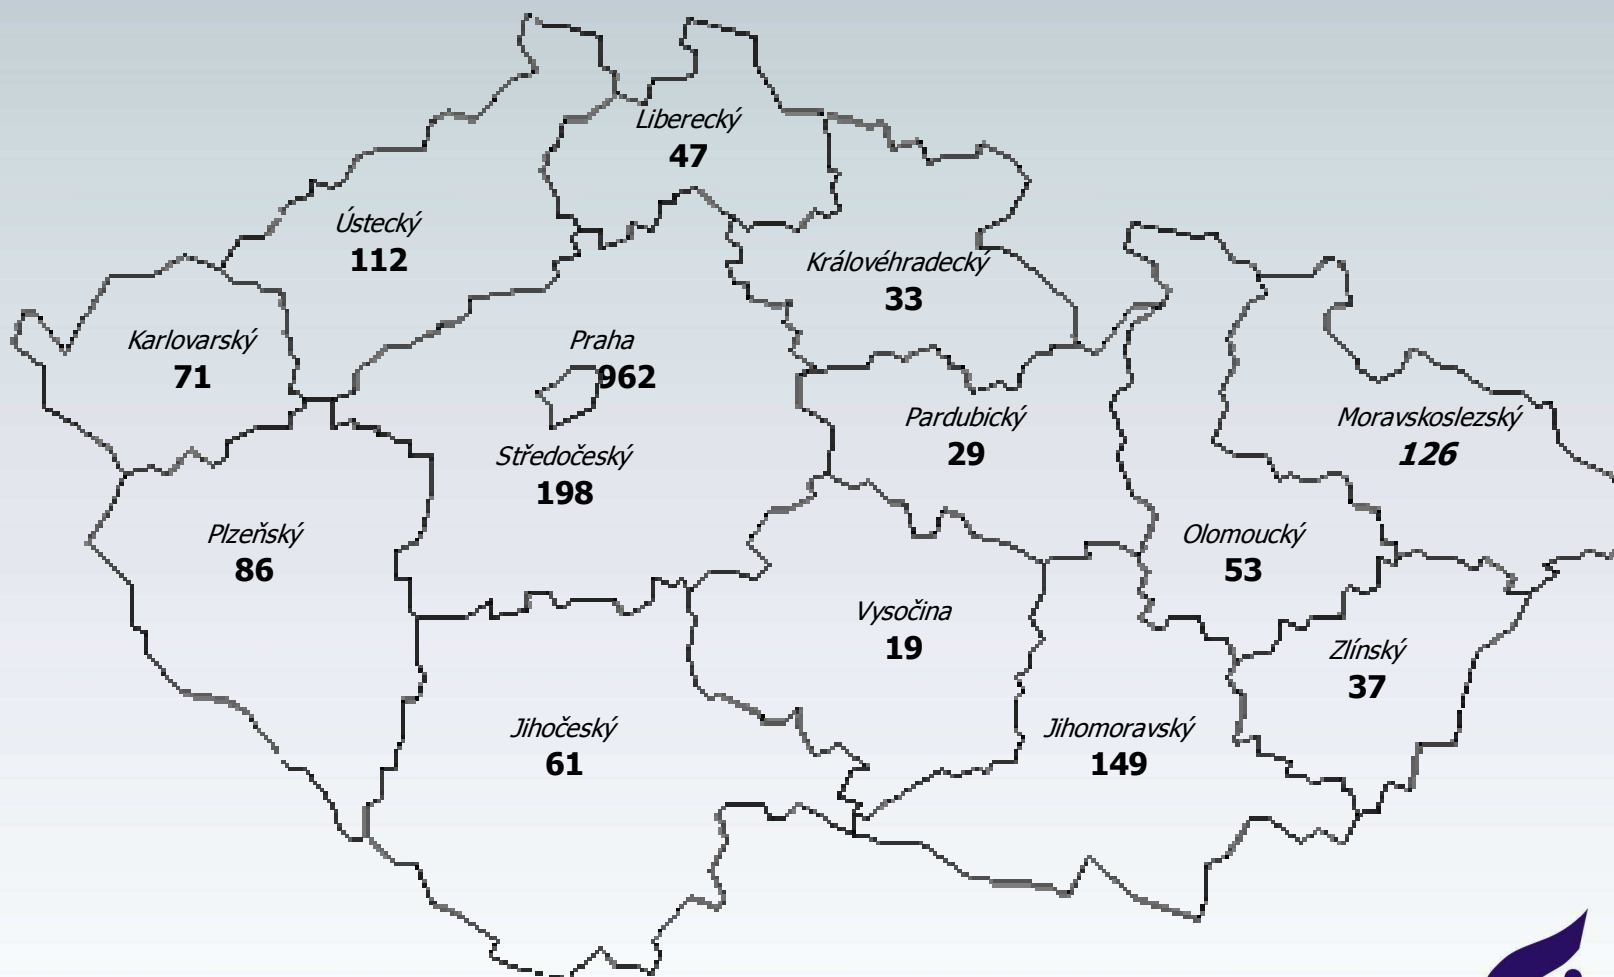 Liberecký
47
Ústecký
112
Královéhradecký
33
Karlovarský
71
Praha
962
Pardubický
29
Moravskoslezský
126
Středočeský
198
Plzeňský
86
Olomoucký
53
Vysočina
19
Zlínský
37
Jihočeský
61
Jihomoravský
149